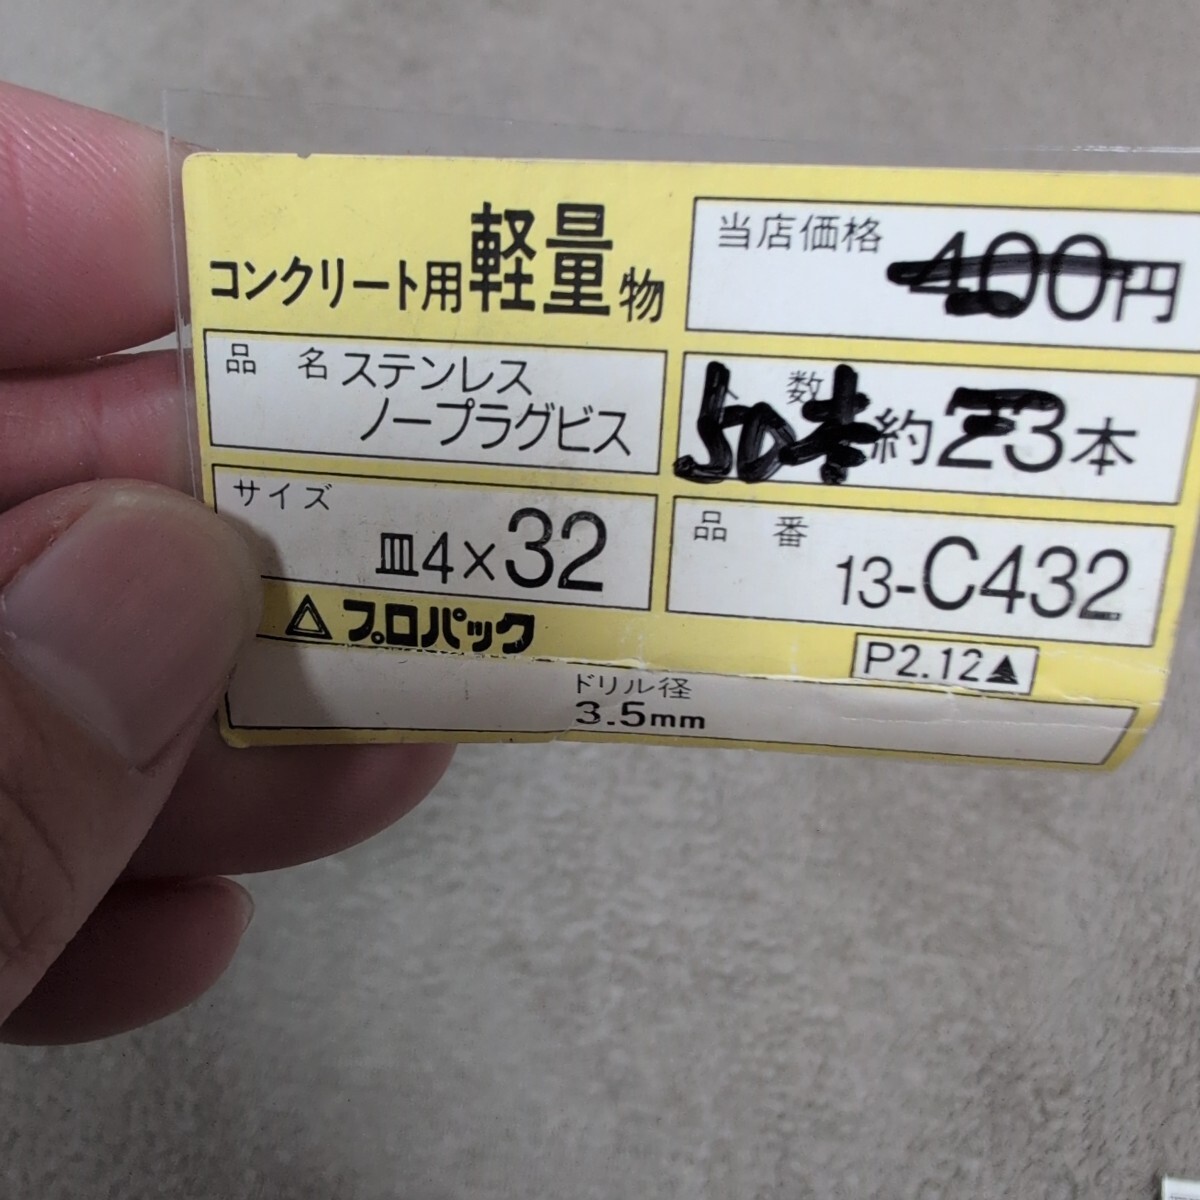 コンクリート用軽量物
当店価格
400円
品名 ステンレス
ノープラグビス
入数
50本 約23本
サイズ
皿4×32
品番
13-C432
プロパック
P2.12▲
ドリル径
3.5mm